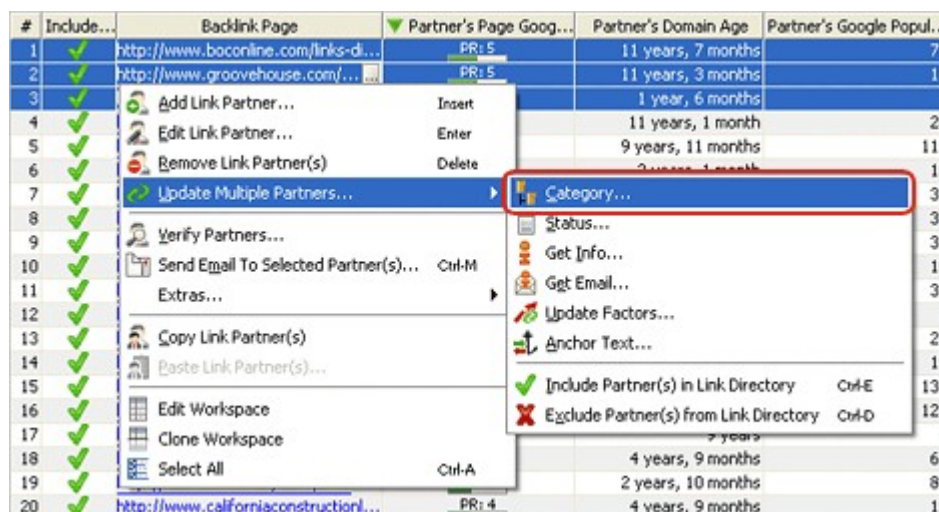 # Include... Backlink Page Partner's Page Goog... Partner's Domain Age Partner's Google Popul...
1 http://www.boconline.com/links-di... PR: 5 11 years, 7 months 7
2 http://www.groovehouse.com/... ... PR: 5 11 years, 3 months 1
3 1 year, 6 months
4 11 years, 1 month 2
5 9 years, 11 months 11
6 1
7 3
8 3
9 3
10 1
11 3
12
13 2
14 1
15 13
16 12
17 9 years
18 4 years, 9 months 6
19 2 years, 10 months 8
20 http://www.californiaconstructionl... PR: 4 4 years, 9 months 1
Add Link Partner... Insert
Edit Link Partner... Enter
Remove Link Partner(s) Delete
Update Multiple Partners...
Verify Partners...
Send Email To Selected Partner(s)... Ctrl-M
Extras...
Copy Link Partner(s)
Paste Link Partner(s)...
Edit Workspace
Clone Workspace
Select All Ctrl-A
Category...
Status...
Get Info...
Get Email...
Update Factors...
Anchor Text...
Include Partner(s) in Link Directory Ctrl-E
Exclude Partner(s) from Link Directory Ctrl-D